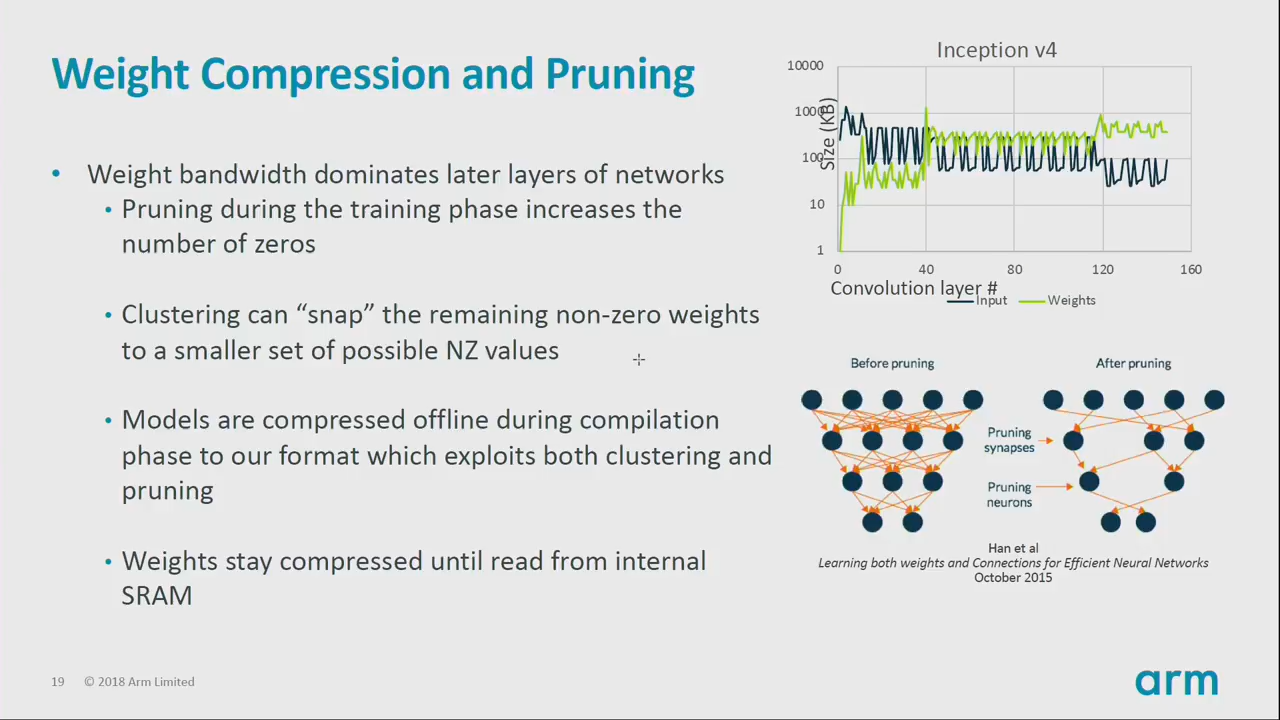 Weight Compression and Pruning
• Weight bandwidth dominates later layers of networks
• Pruning during the training phase increases the
number of zeros
• Clustering can “snap” the remaining non-zero weights
to a smaller set of possible NZ values
• Models are compressed offline during compilation
phase to our format which exploits both clustering and
pruning
• Weights stay compressed until read from internal
SRAM
Inception v4
Size (KB)
10000
1000
100
10
1
0 40 80 120 160
Convolution layer #
Input Weights
Before pruning After pruning
Pruning
synapses
Pruning
neurons
Han et al
Learning both weights and Connections for Efficient Neural Networks
October 2015
19 © 2018 Arm Limited
arm